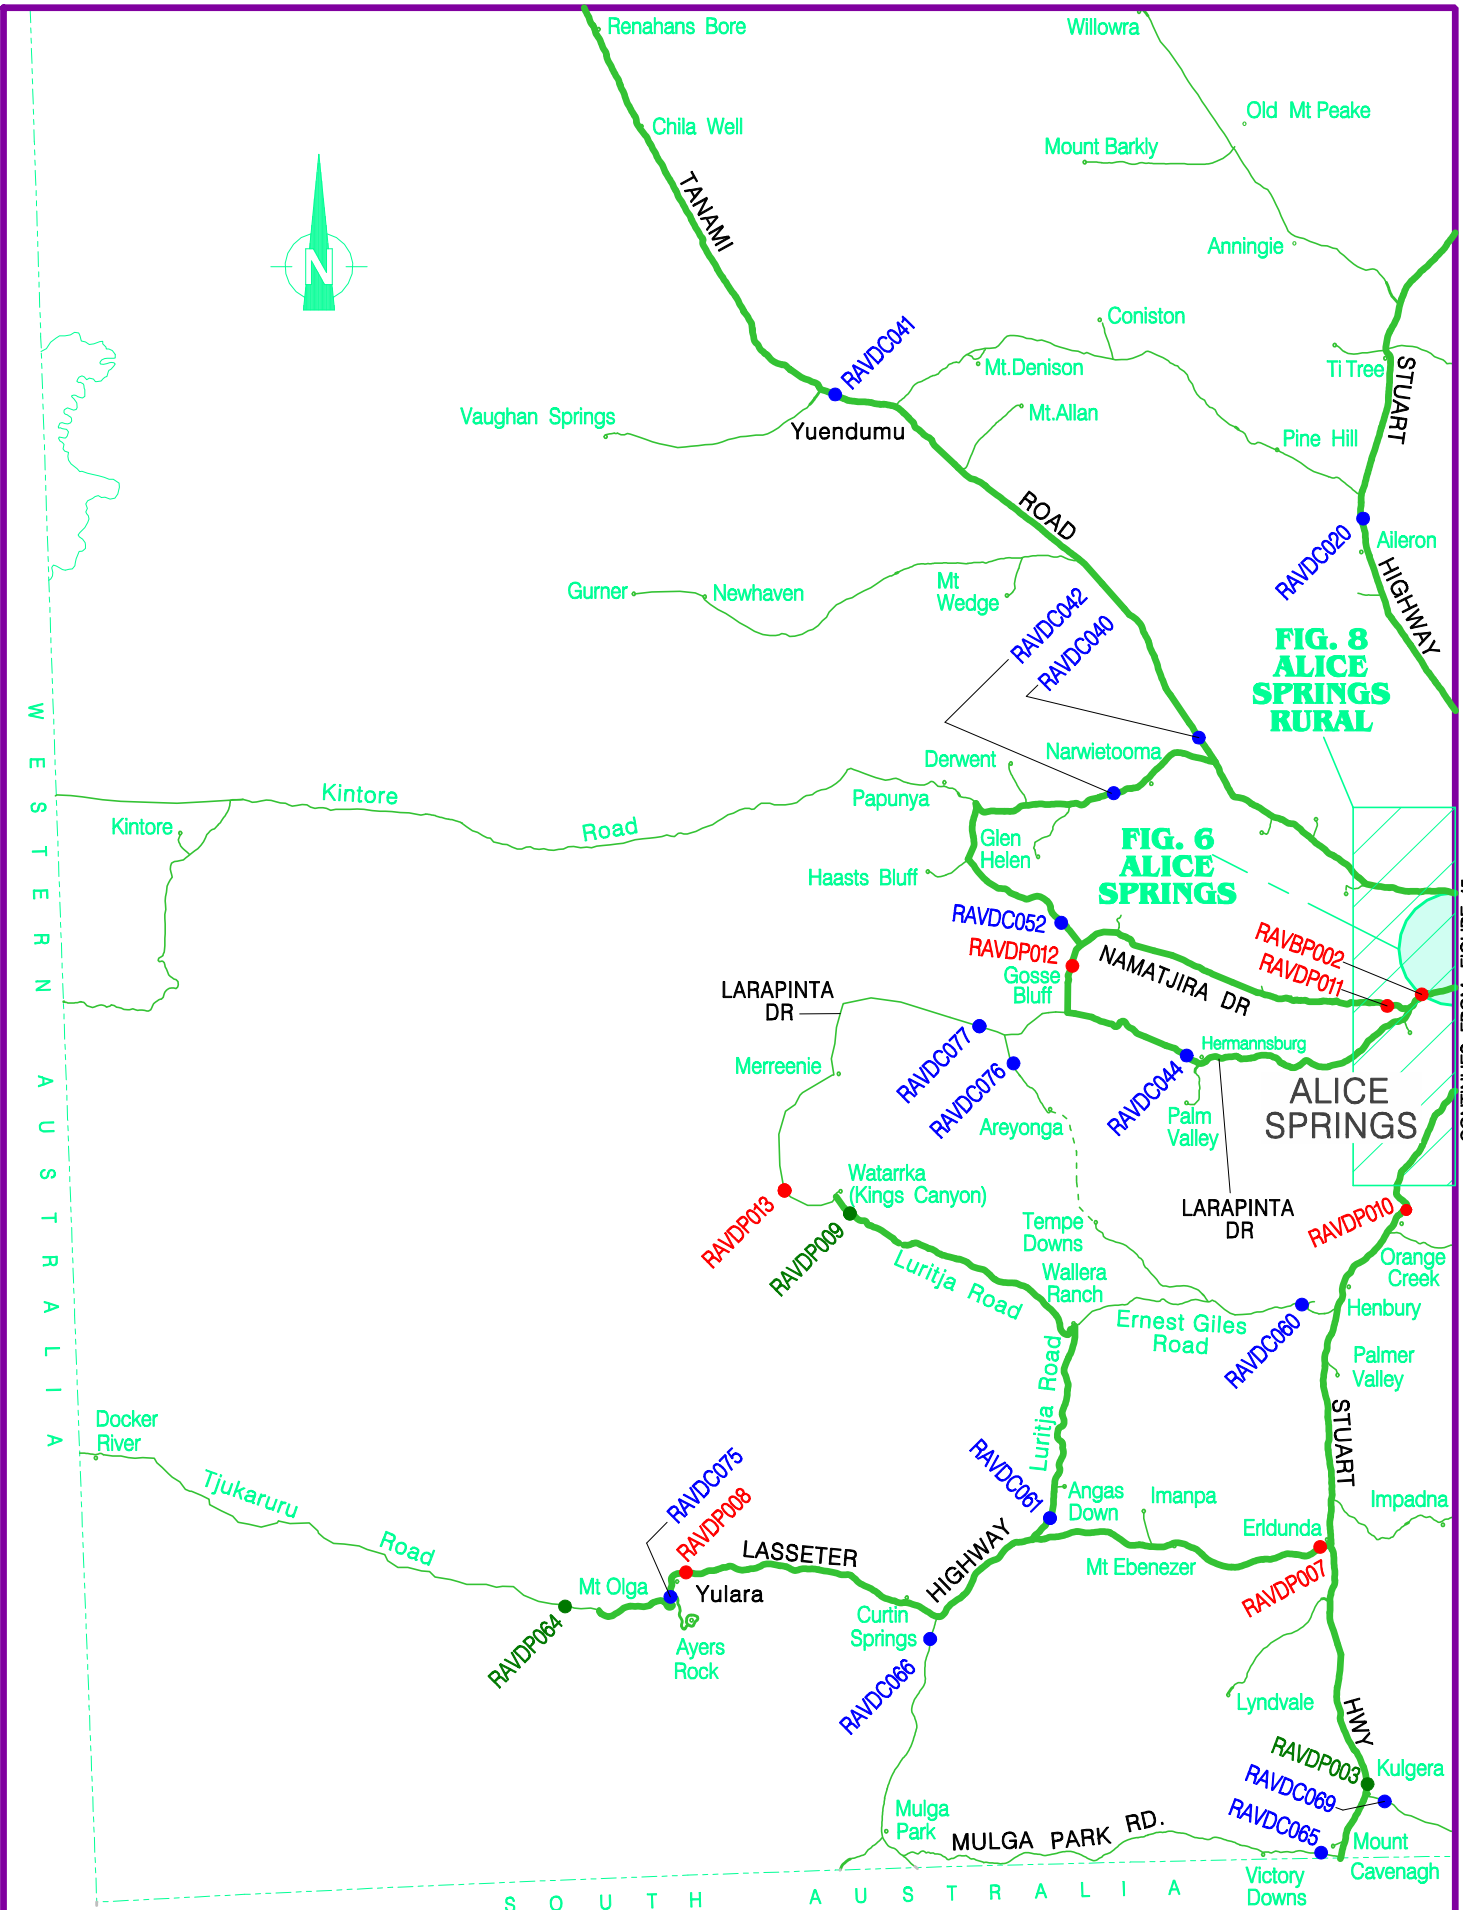 Renahans Bore
Willowra
Chila Well
Old Mt Peake
Mount Barkly
TANAMI
Anningie
N
Coniston
RAVDC041
Mt.Denison
Ti Tree
STUART
Vaughan Springs
Mt.Allan
Yuendumu
Pine Hill
ROAD
RAVDC020
Aileron
HIGHWAY
Gurner
Newhaven
Mt
Wedge
RAVDC042
RAVDC040
FIG. 8
ALICE
SPRINGS
RURAL
WESTERN AUSTRALIA
Derwent
Narwietooma
Kintore
Road
Papunya
Kintore
Glen
Helen
FIG. 6
ALICE
SPRINGS
Haasts Bluff
RAVDC052
RAVDP012
Gosse
Bluff
NAMATJIRA DR
RAVBP002
RAVDP011
LARAPINTA
DR
RAVDC077
Merreenie
RAVDC076
Areyonga
RAVDC044
Hermannsburg
Palm
Valley
ALICE
SPRINGS
Watarrka
(Kings Canyon)
RAVDP013
RAVDP009
LARAPINTA
DR
RAVDP010
Tempe
Downs
Orange
Creek
Luritja Road
Wallera
Ranch
Ernest Giles
Road
RAVDC060
Henbury
Luritja Road
Palmer
Valley
STUART
Docker
River
Tjukaruru
Road
RAVDC075
RAVDP008
RAVDC061
Angas
Down
Imanpa
Impadna
Erldunda
LASSETER
HIGHWAY
Mt Ebenezer
RAVDP007
Mt Olga
Yulara
RAVDP064
Ayers
Rock
Curtin
Springs
RAVDC066
Lyndvale
HWY
RAVDP003
Kulgera
RAVDC069
RAVDC065
Mulga
Park
MULGA PARK RD.
Mount
Cavenagh
Victory
Downs
SOUTH AUSTRALIA